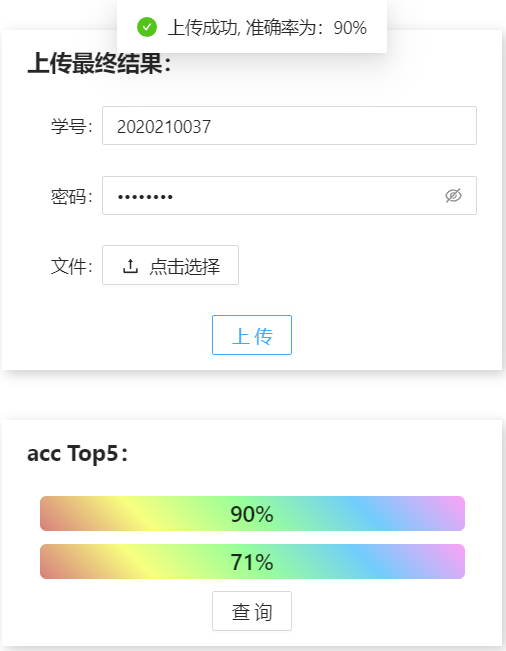 上传成功, 准确率为：90%
上传最终结果：
学号： 2020210037
密码： ••••••••
文件： 点击选择
上 传
acc Top5：
90%
71%
查 询